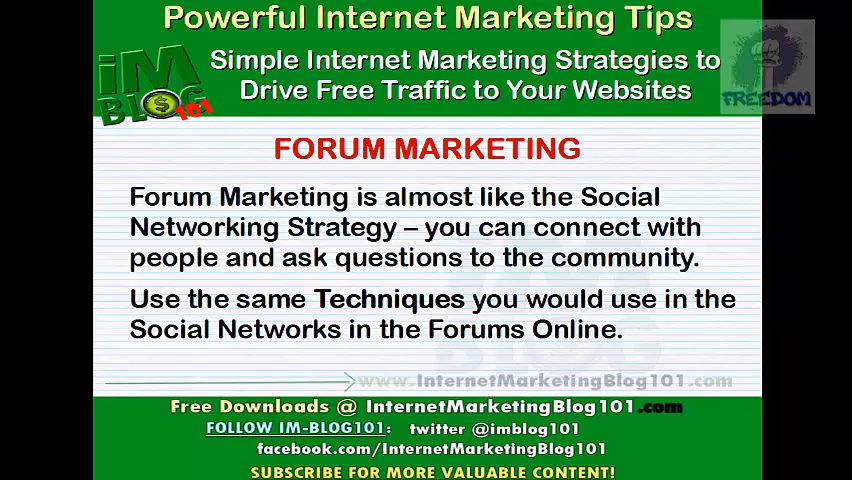 Powerful Internet Marketing Tips
iM
BLOG
$
101
Simple Internet Marketing Strategies to
Drive Free Traffic to Your Websites
FREEDOM
FORUM MARKETING
Forum Marketing is almost like the Social
Networking Strategy – you can connect with
people and ask questions to the community.
Use the same Techniques you would use in the
Social Networks in the Forums Online.
iM
BLOG
www.InternetMarketingBlog101.com
Free Downloads @ InternetMarketingBlog101.com
FOLLOW IM-BLOG101: twitter @imblog101
facebook.com/InternetMarketingBlog101
SUBSCRIBE FOR MORE VALUABLE CONTENT!